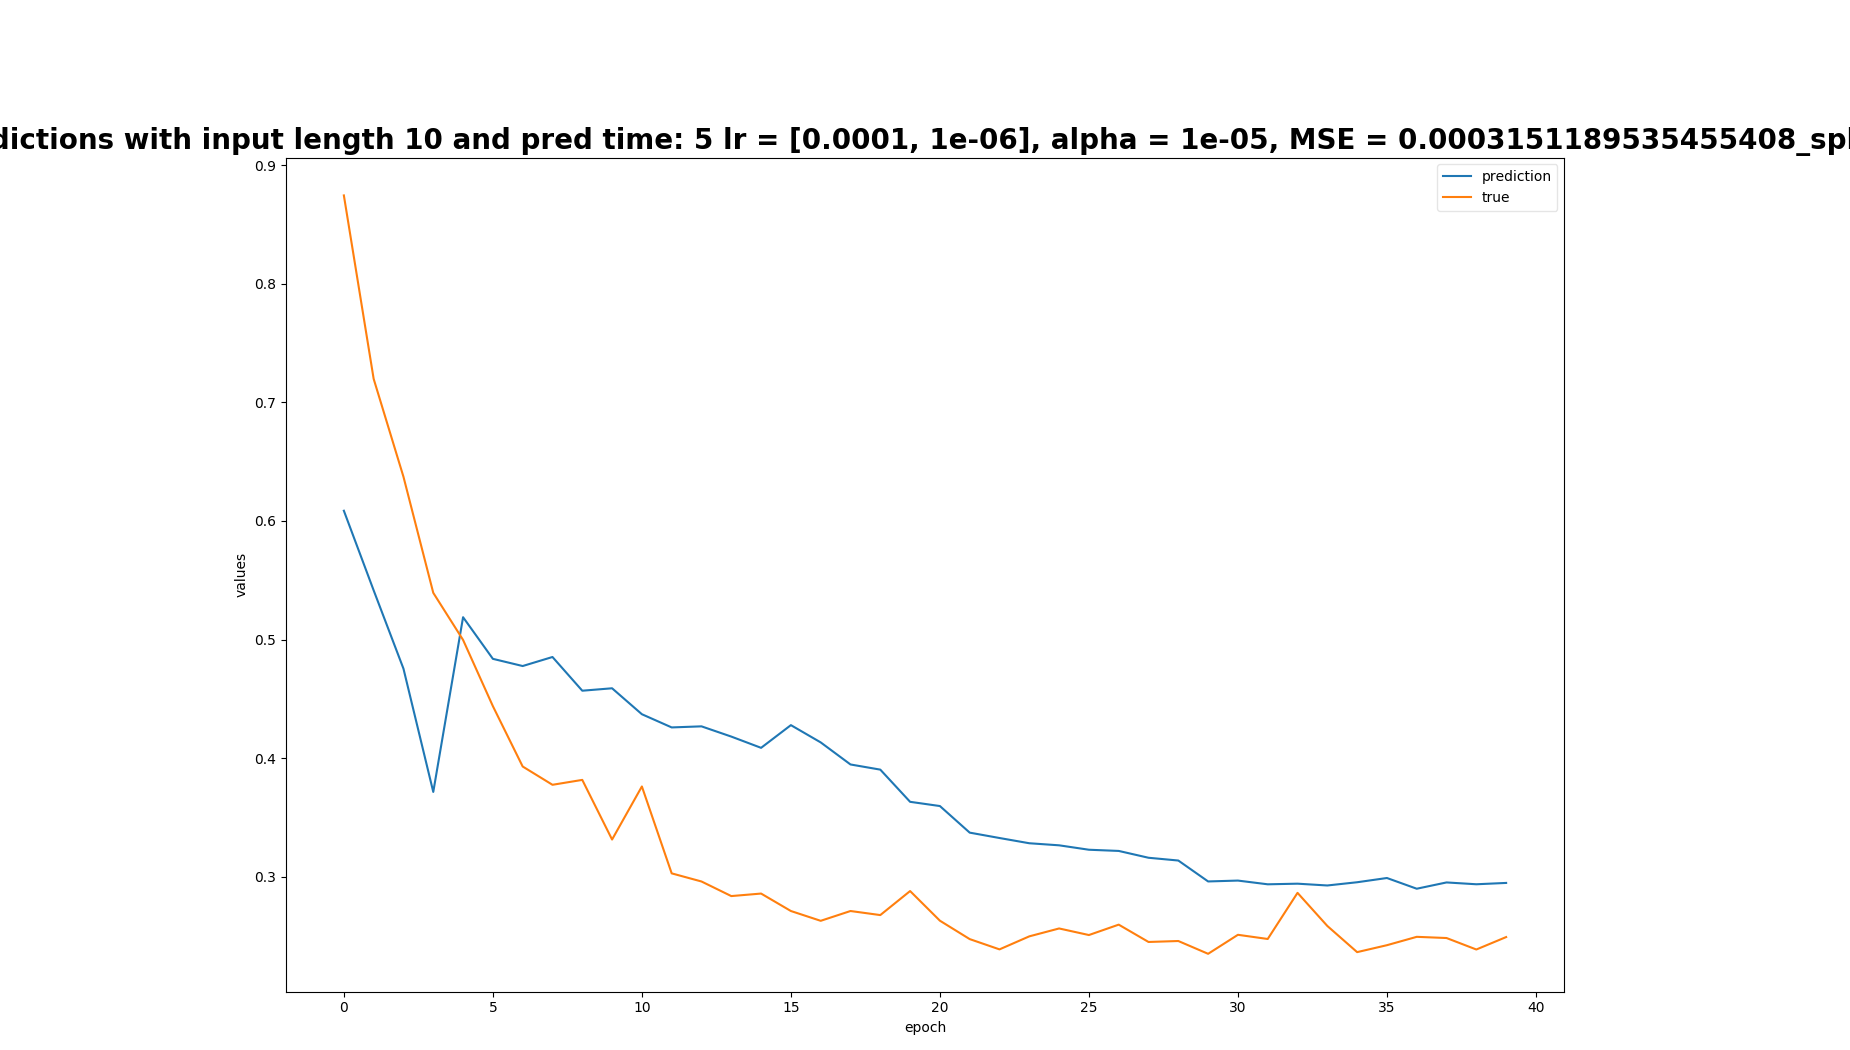 dictions with input length 10 and pred time: 5 lr = [0.0001, 1e-06], alpha = 1e-05, MSE = 0.0003151189535455408_spl
prediction
true
0.9
0.8
0.7
0.6
0.5
0.4
0.3
values
0 5 10 15 20 25 30 35 40
epoch